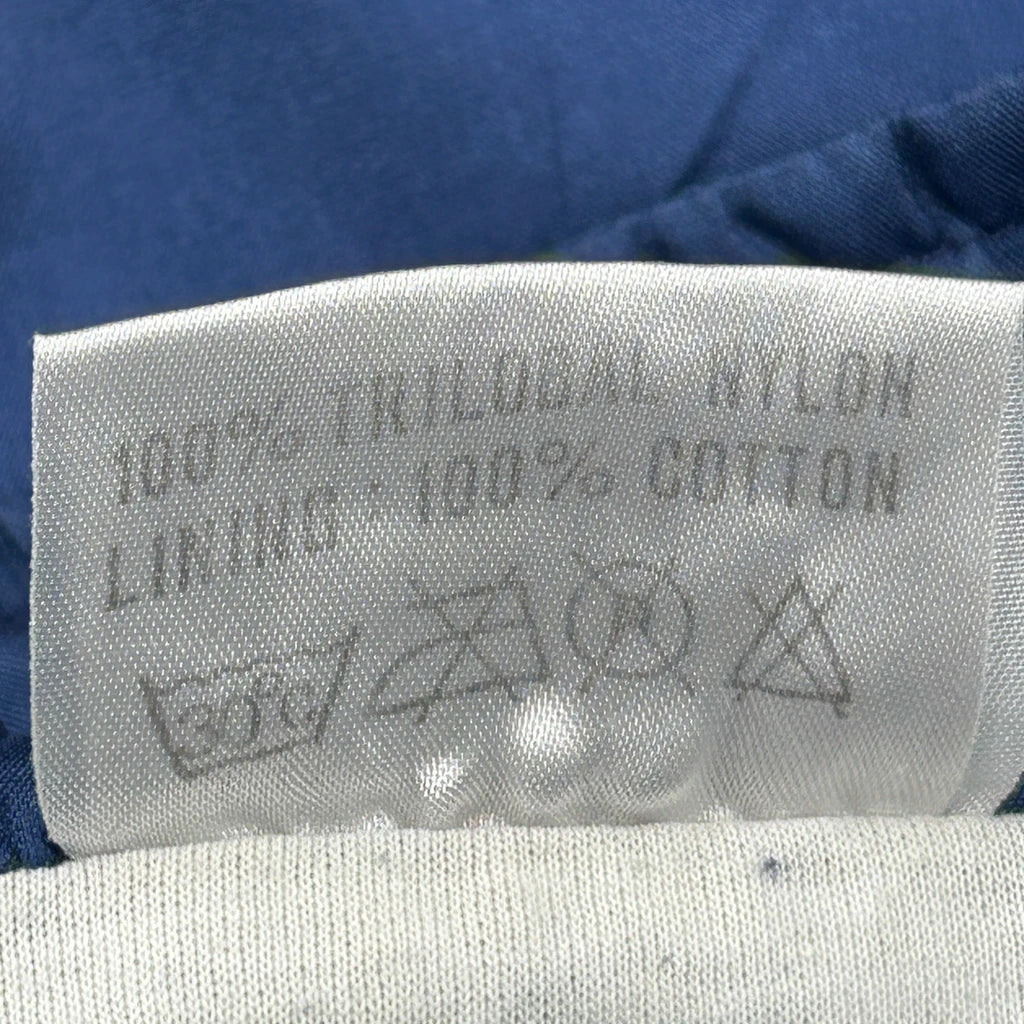 100% TRILOBAL NYLON
LINING · 100% COTTON
30°C P